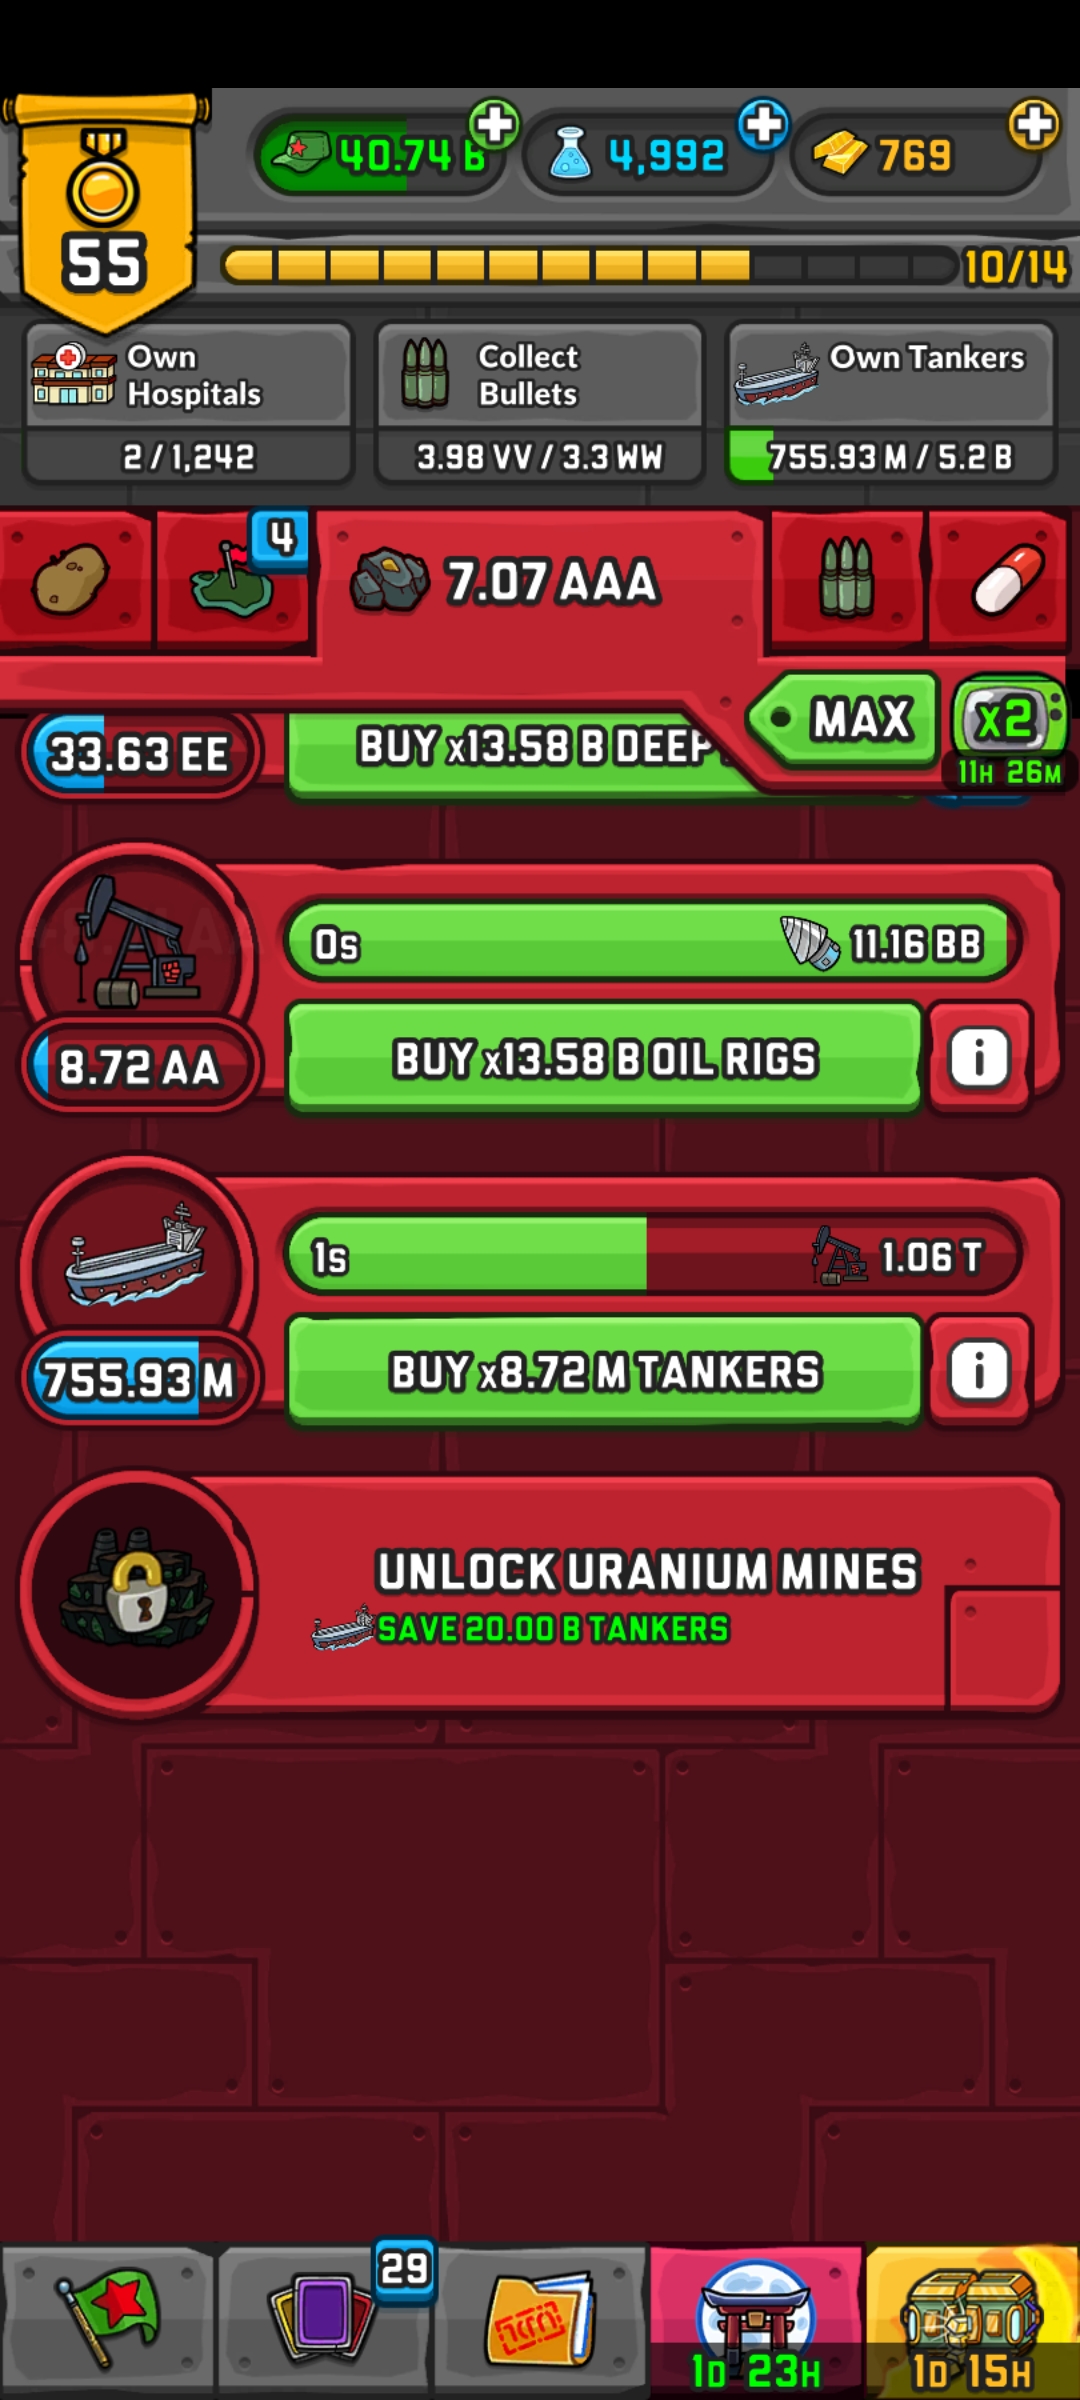 40.74 B
4,992
769
55
10/14
Own
Hospitals
2 / 1,242
Collect
Bullets
3.98 VV / 3.3 WW
Own Tankers
755.93 M / 5.2 B
4
7.07 AAA
MAX
x2
11H 26M
33.63 EE
BUY x13.58 B DEEP
0s
11.16 BB
8.72 AA
BUY x13.58 B OIL RIGS
i
1s
1.06 T
755.93 M
BUY x8.72 M TANKERS
i
UNLOCK URANIUM MINES
SAVE 20.00 B TANKERS
29
1D 23H
1D 15H